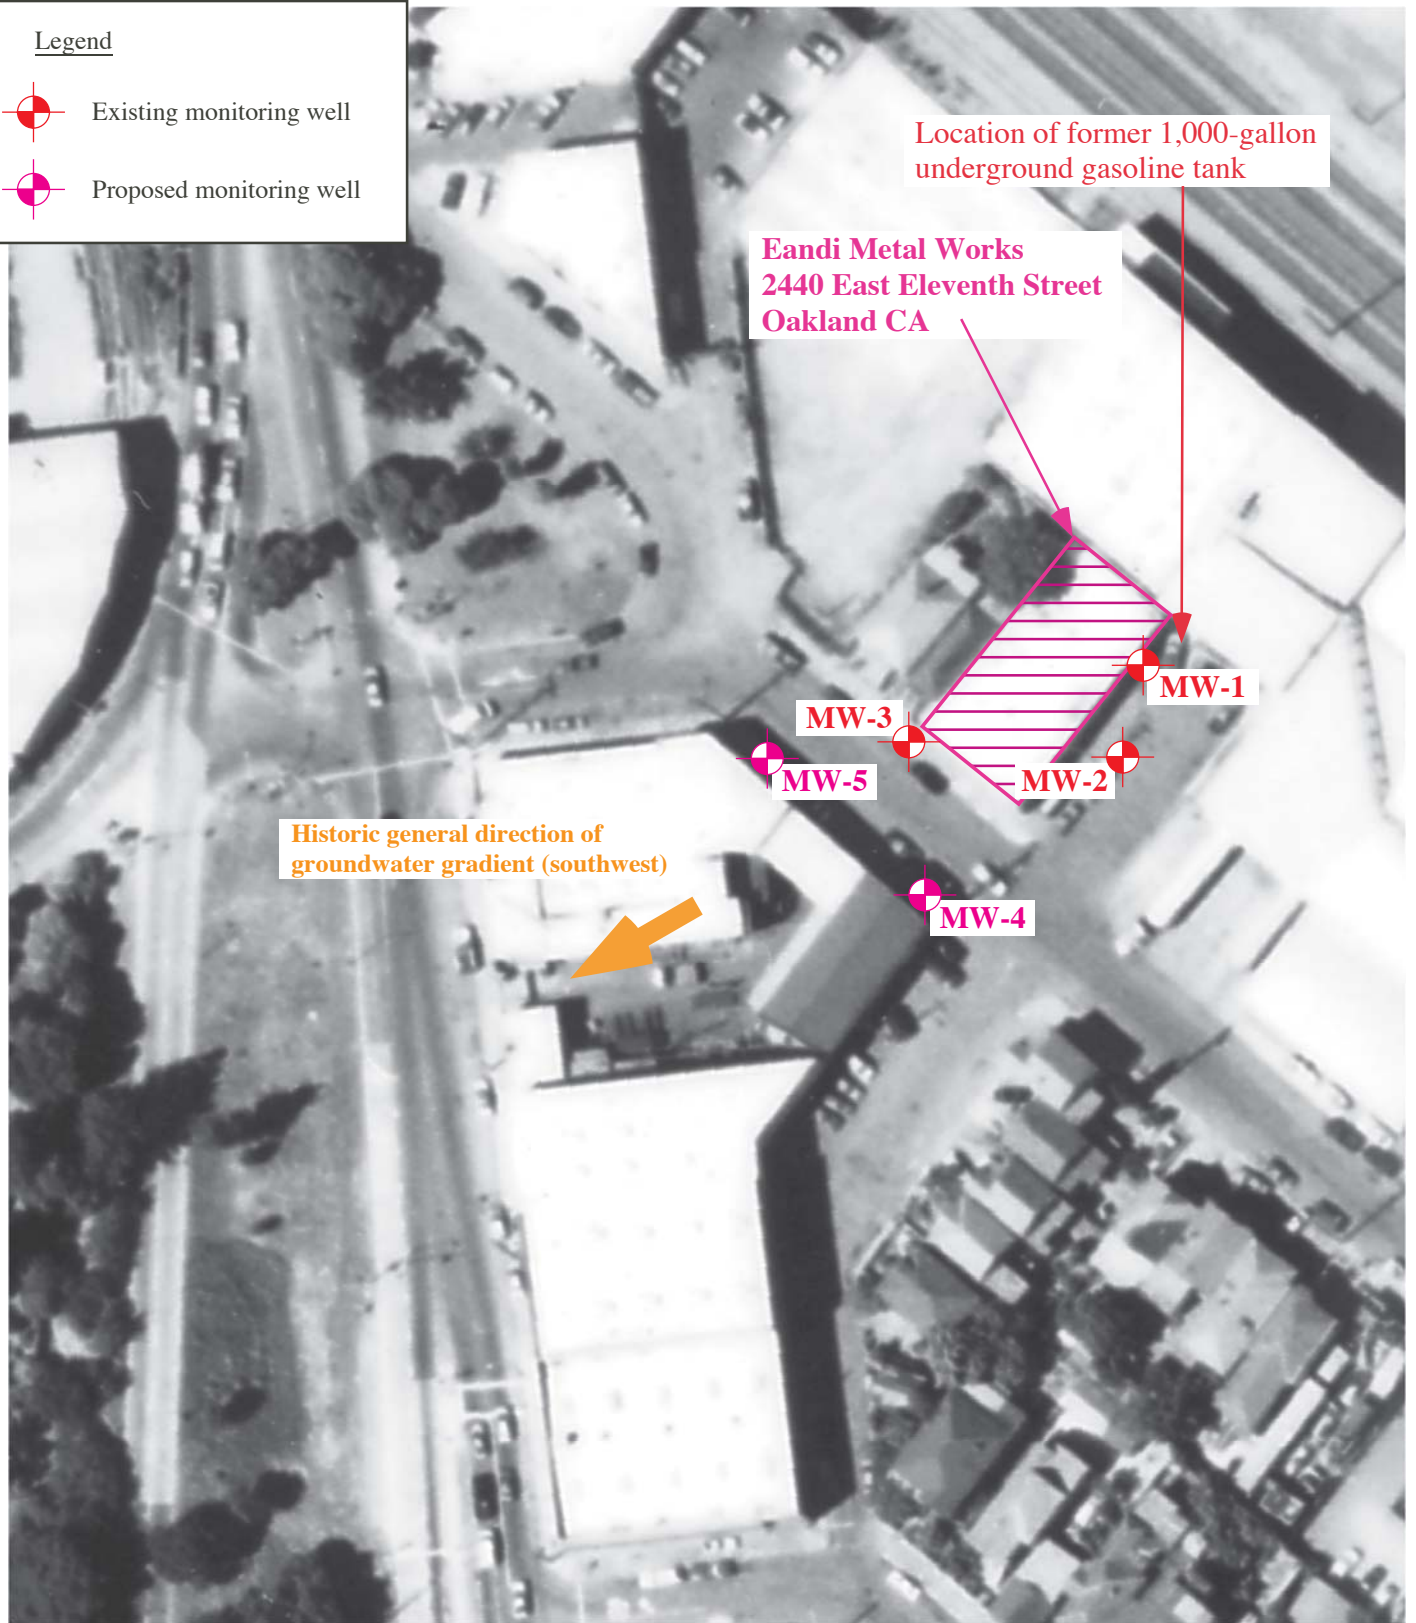 Legend
Existing monitoring well
Proposed monitoring well
Location of former 1,000-gallon
underground gasoline tank
Eandi Metal Works
2440 East Eleventh Street
Oakland CA
MW-1
MW-3
MW-2
MW-5
Historic general direction of
groundwater gradient (southwest)
MW-4